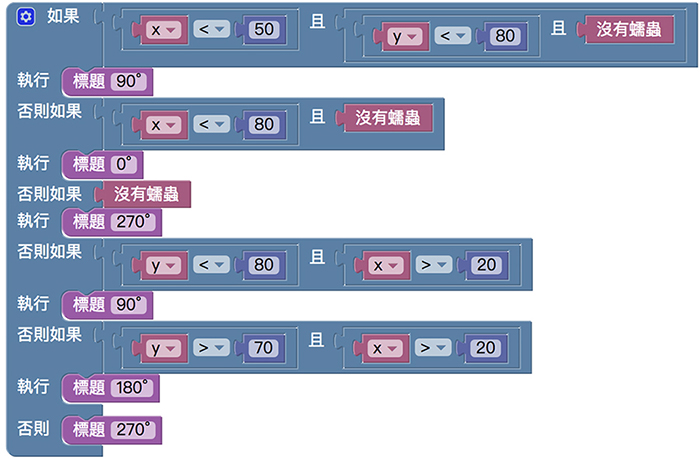 如果 x < 50 且 y < 80 且 沒有蠕蟲
執行 標題 90°
否則如果 x < 80 且 沒有蠕蟲
執行 標題 0°
否則如果 沒有蠕蟲
執行 標題 270°
否則如果 y < 80 且 x > 20
執行 標題 90°
否則如果 y > 70 且 x > 20
執行 標題 180°
否則 標題 270°